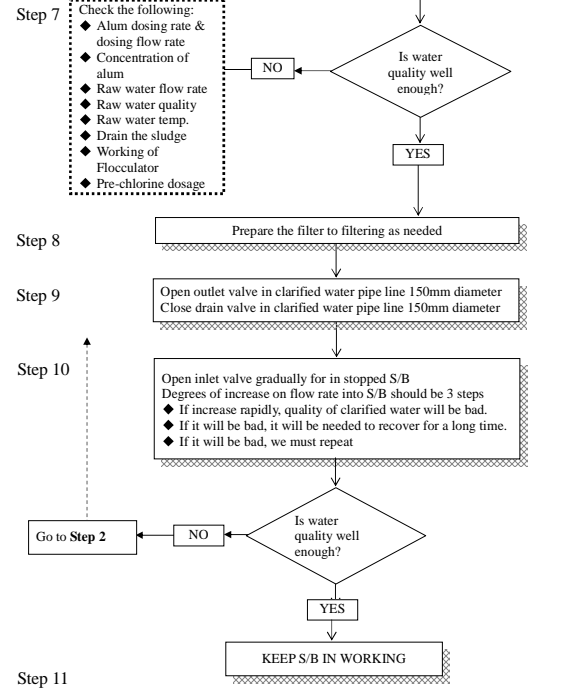 Step 7
Check the following:
◆ Alum dosing rate &
dosing flow rate
◆ Concentration of
alum
◆ Raw water flow rate
◆ Raw water quality
◆ Raw water temp.
◆ Drain the sludge
◆ Working of
Flocculator
◆ Pre-chlorine dosage
NO
Is water
quality well
enough?
YES
Step 8
Prepare the filter to filtering as needed
Step 9
Open outlet valve in clarified water pipe line 150mm diameter
Close drain valve in clarified water pipe line 150mm diameter
Step 10
Open inlet valve gradually for in stopped S/B
Degrees of increase on flow rate into S/B should be 3 steps
◆ If increase rapidly, quality of clarified water will be bad.
◆ If it will be bad, it will be needed to recover for a long time.
◆ If it will be bad, we must repeat
Go to Step 2
NO
Is water
quality well
enough?
YES
KEEP S/B IN WORKING
Step 11